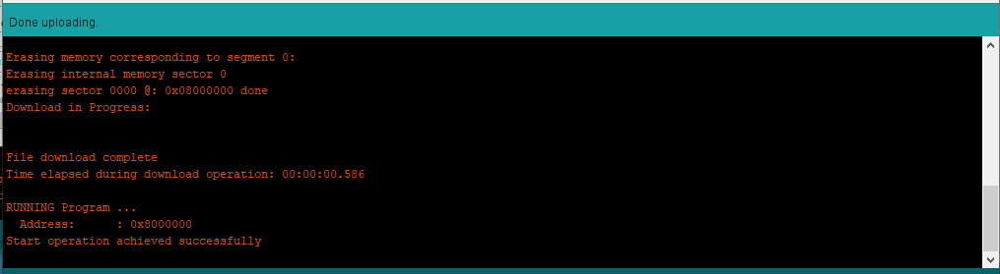 Done uploading.
Erasing memory corresponding to segment 0:
Erasing internal memory sector 0
erasing sector 0000 @: 0x08000000 done
Download in Progress:
File download complete
Time elapsed during download operation: 00:00:00.586
RUNNING Program ...
Address:      : 0x8000000
Start operation achieved successfully